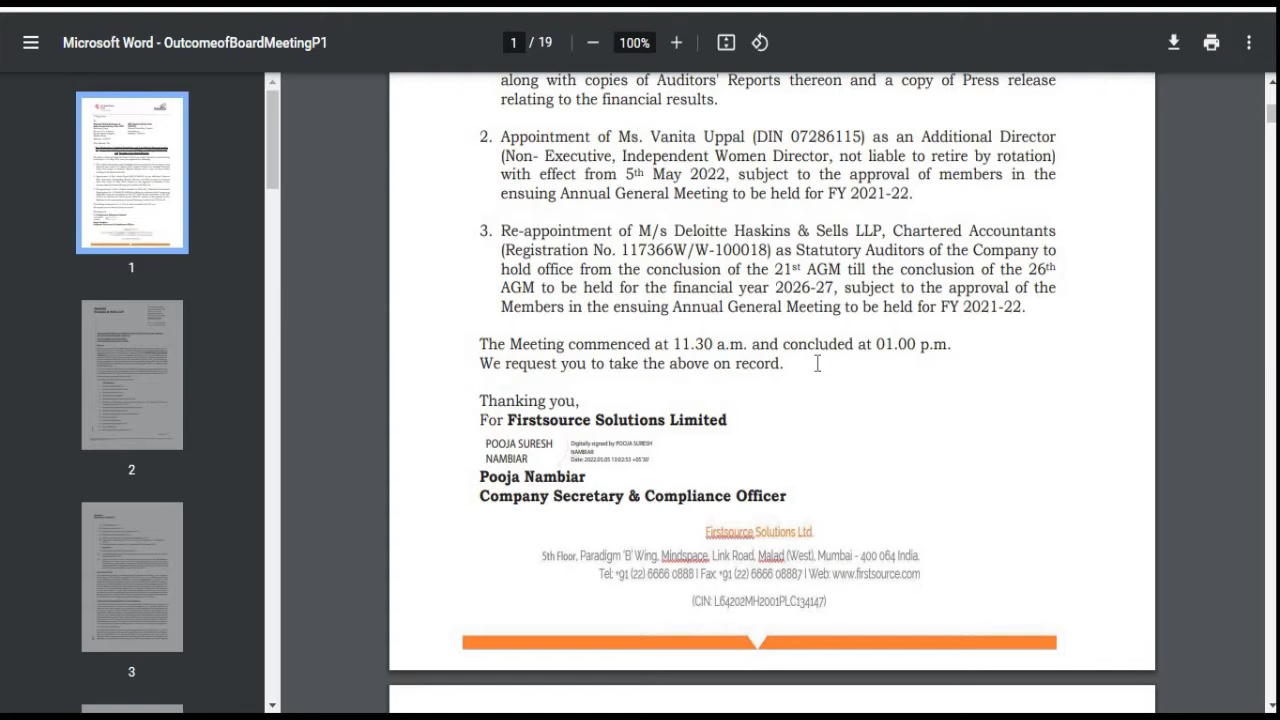 Microsoft Word - OutcomeofBoardMeetingP1
1 / 19
100%
along with copies of Auditors' Reports thereon and a copy of Press release
relating to the financial results.
2. Appointment of Ms. Vanita Uppal (DIN 07286115) as an Additional Director
(Non-Executive, Independent Women Director, not liable to retire by rotation)
with effect from 5th May 2022, subject to the approval of members in the
ensuing Annual General Meeting to be held for FY 2021-22.
3. Re-appointment of M/s Deloitte Haskins & Sells LLP, Chartered Accountants
(Registration No. 117366W/W-100018) as Statutory Auditors of the Company to
hold office from the conclusion of the 21st AGM till the conclusion of the 26th
AGM to be held for the financial year 2026-27, subject to the approval of the
Members in the ensuing Annual General Meeting to be held for FY 2021-22.
The Meeting commenced at 11.30 a.m. and concluded at 01.00 p.m.
We request you to take the above on record.
Thanking you,
For Firstsource Solutions Limited
POOJA SURESH
NAMBIAR
Digitally signed by POOJA SURESH
NAMBIAR
Date: 2022.05.05 13:02:53 +05'30'
Pooja Nambiar
Company Secretary & Compliance Officer
Firstsource Solutions Ltd.
5th Floor, Paradigm 'B' Wing, Mindspace, Link Road, Malad (West), Mumbai - 400 064 India.
Tel: +91 (22) 6666 0888 I Fax: +91 (22) 6666 08887 I Web: www.firstsource.com
(CIN: L64202MH2001PLC134147)
1
2
3